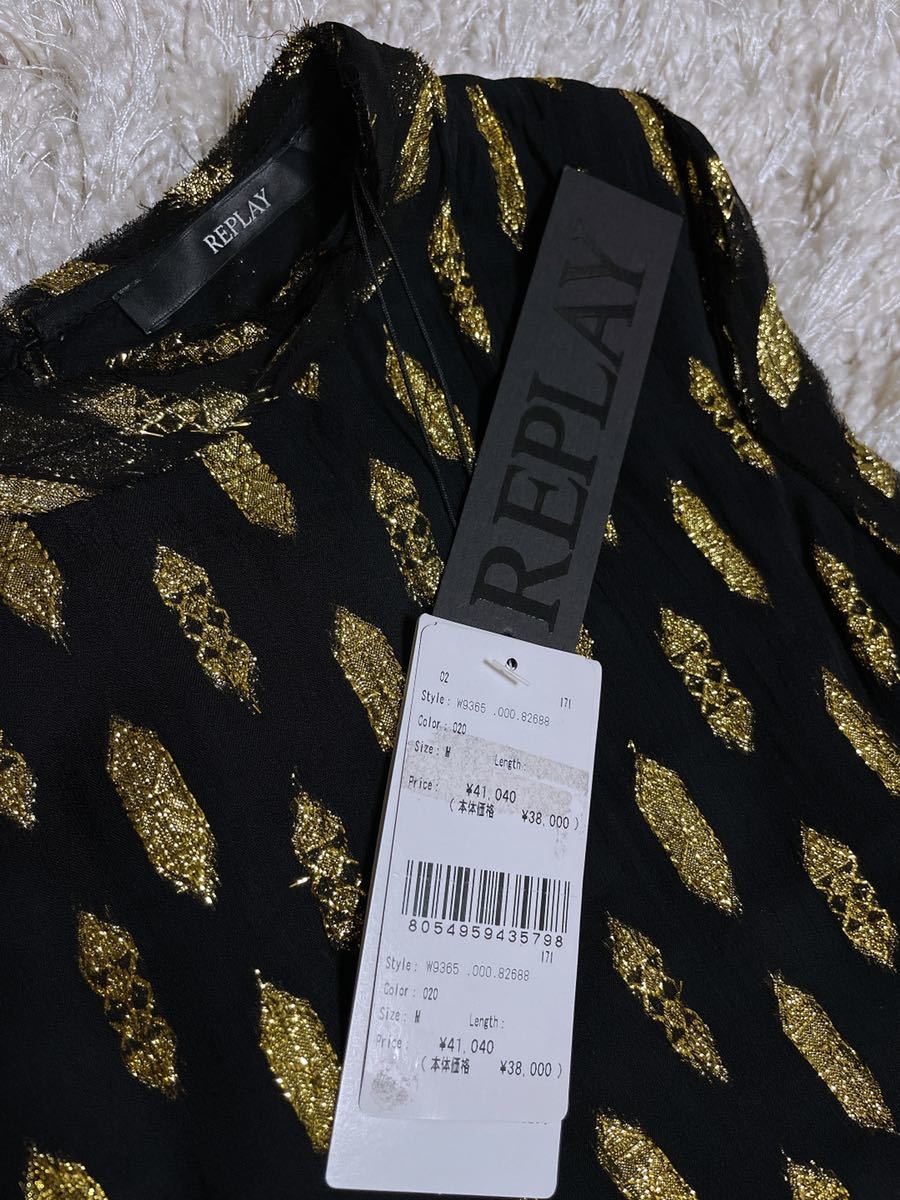 REPLAY
REPLAY
02 171
Style: W9365 .000.82688
Color: 020
Size: M Length:
Price: ¥41,040
(本体価格 ¥38,000)
8054959435798
171
Style: W9365 .000.82688
Color: 020
Size: M Length:
Price: ¥41,040
(本体価格 ¥38,000)